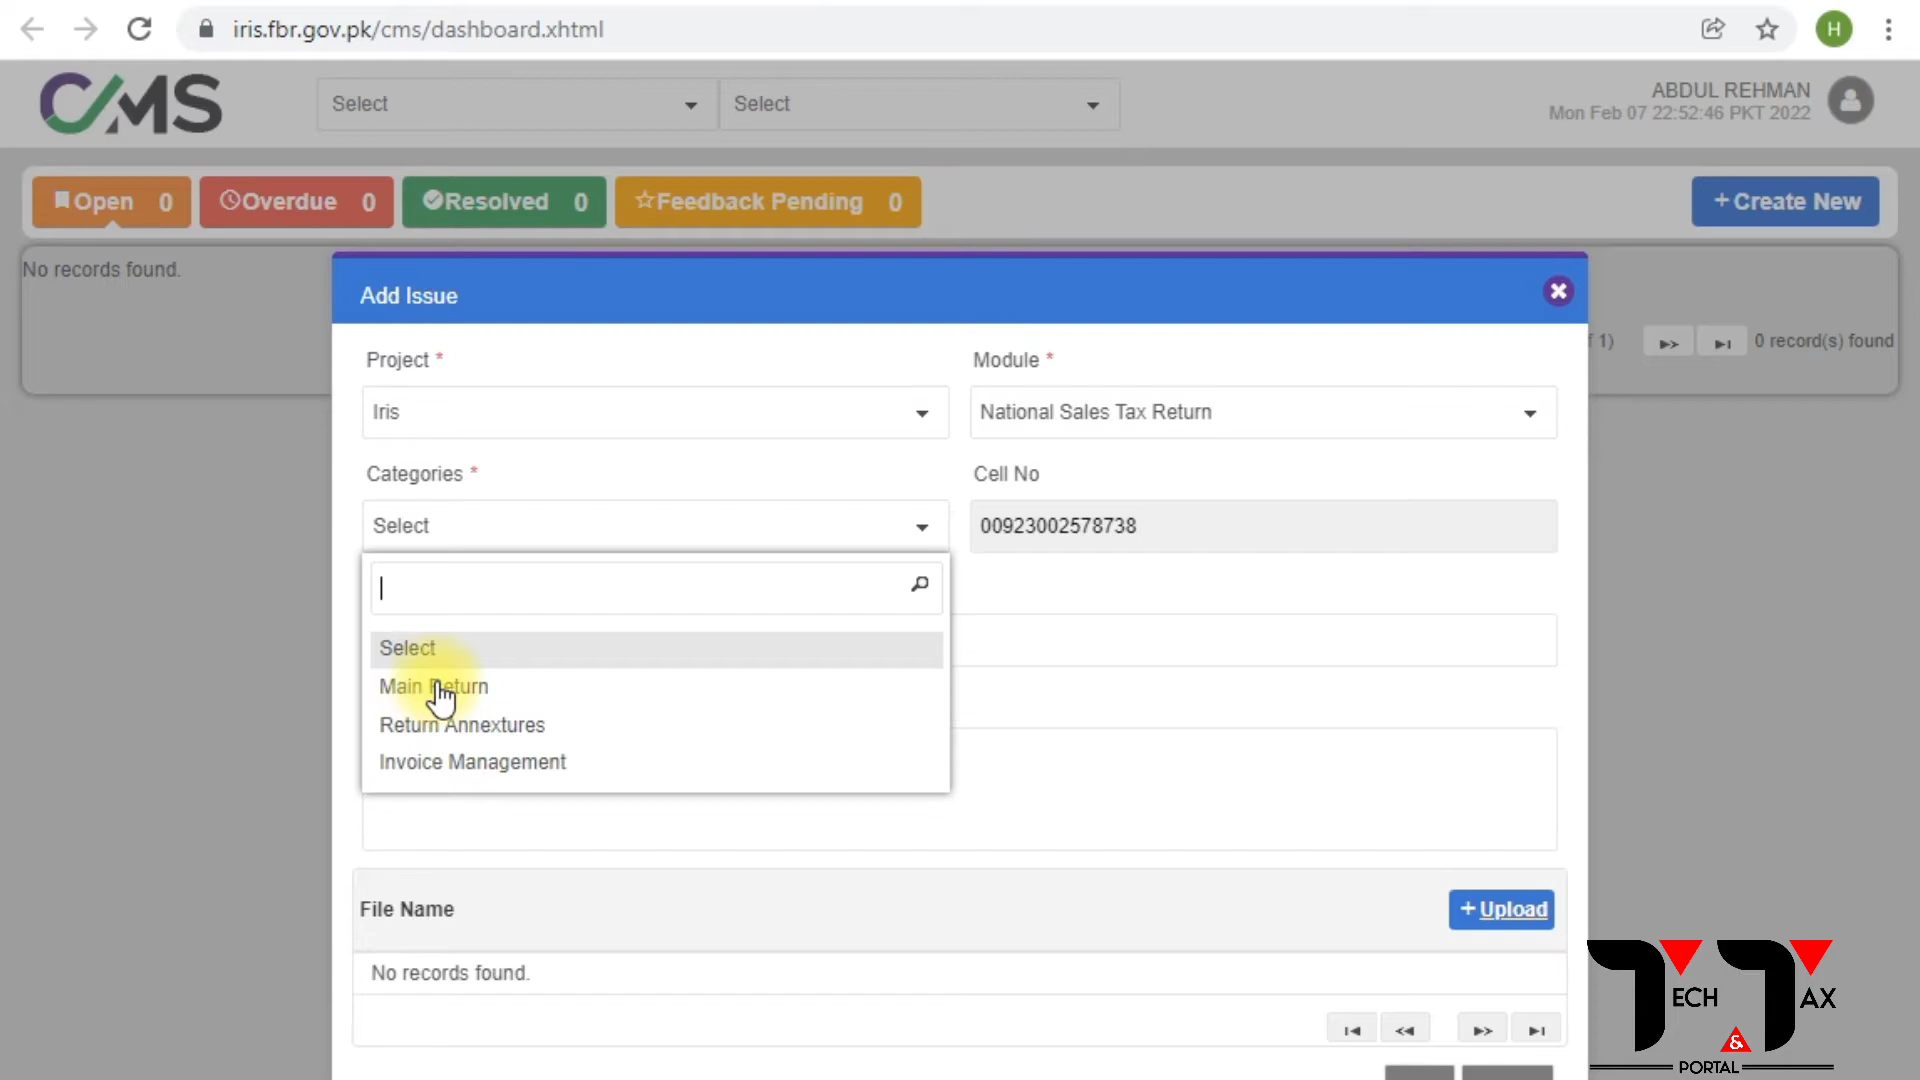 iris.fbr.gov.pk/cms/dashboard.xhtml
H
CMS
Select
Select
ABDUL REHMAN
Mon Feb 07 22:52:46 PKT 2022
Open 0
Overdue 0
Resolved 0
Feedback Pending 0
+ Create New
No records found.
1)
0 record(s) found
Add Issue
Project *
Module *
Iris
National Sales Tax Return
Categories *
Cell No
Select
00923002578738
Select
Main Return
Return Annextures
Invoice Management
File Name
+ Upload
No records found.
TECH
TAX
&
PORTAL